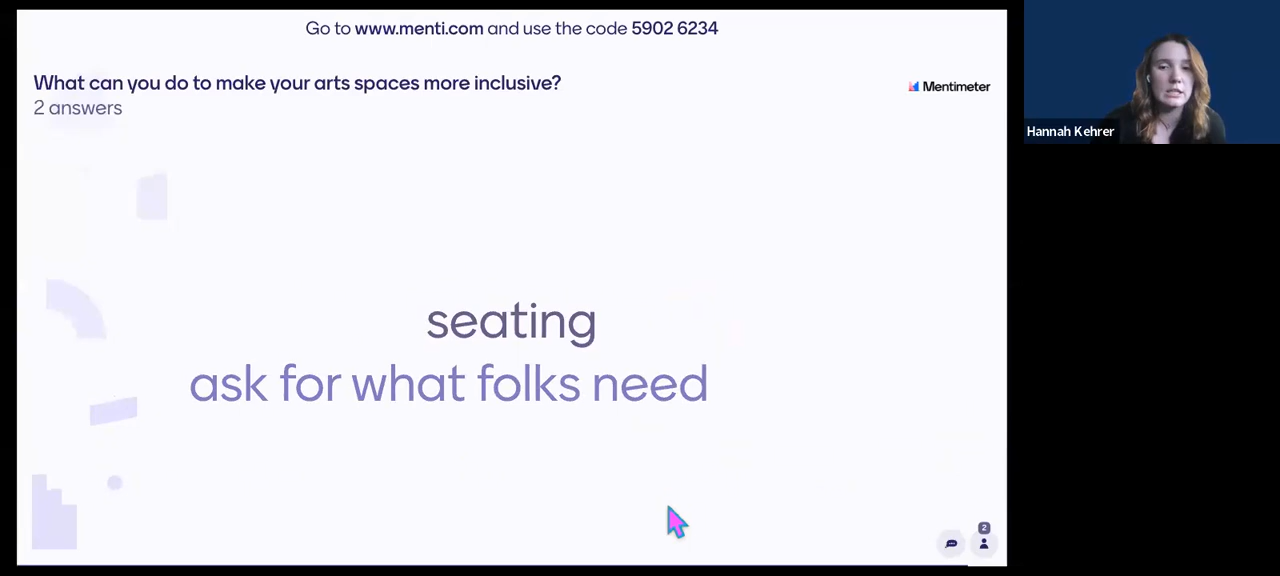 Go to www.menti.com and use the code 5902 6234
What can you do to make your arts spaces more inclusive?
Mentimeter
2 answers
Hannah Kehrer
seating
ask for what folks need
2